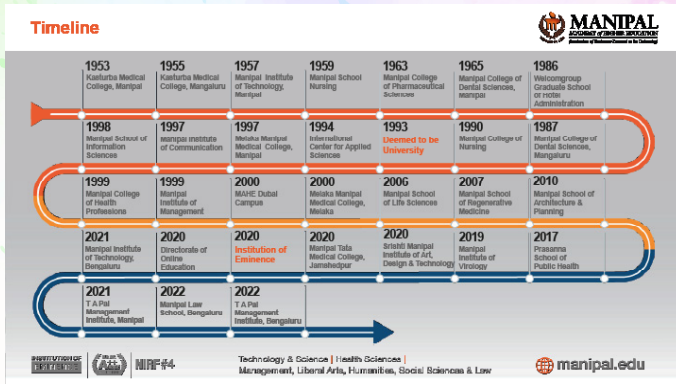 Timeline
MANIPAL
ACADEMY OF HIGHER EDUCATION
(Institution of Eminence Deemed to be University)
1953
Kasturba Medical
College, Manipal
1955
Kasturba Medical
College, Mangaluru
1957
Manipal Institute
of Technology,
Manipal
1959
Manipal School
Nursing
1963
Manipal College
of Pharmaceutical
Sciences
1965
Manipal College of
Dental Sciences,
Manipal
1986
Welcomgroup
Graduate School
of Hotel
Administration
1998
Manipal School of
Information
Sciences
1997
Manipal Institute
of Communication
1997
Melaka Manipal
Medical College,
Manipal
1994
International
Center for Applied
Sciences
1993
Deemed to be
University
1990
Manipal College of
Nursing
1987
Manipal College of
Dental Sciences,
Mangaluru
1999
Manipal College
of Health
Professions
1999
Manipal
Institute of
Management
2000
MAHE Dubai
Campus
2000
Melaka Manipal
Medical College,
Melaka
2006
Manipal School
of Life Sciences
2007
Manipal School
of Regenerative
Medicine
2010
Manipal School of
Architecture &
Planning
2021
Manipal Institute
of Technology,
Bengaluru
2020
Directorate of
Online
Education
2020
Institution of
Eminence
2020
Manipal Tata
Medical College,
Jamshedpur
2020
Srishti Manipal
Institute of Art,
Design & Technology
2019
Manipal
Institute of
Virology
2017
Prasanna
School of
Public Health
2021
T A Pai
Management
Institute, Manipal
2022
Manipal Law
School, Bengaluru
2022
T A Pai
Management
Institute, Bengaluru
INSTITUTION OF
EMINENCE
A++
NIRF#4
Technology & Science | Health Sciences |
Management, Liberal Arts, Humanities, Social Sciences & Law
manipal.edu